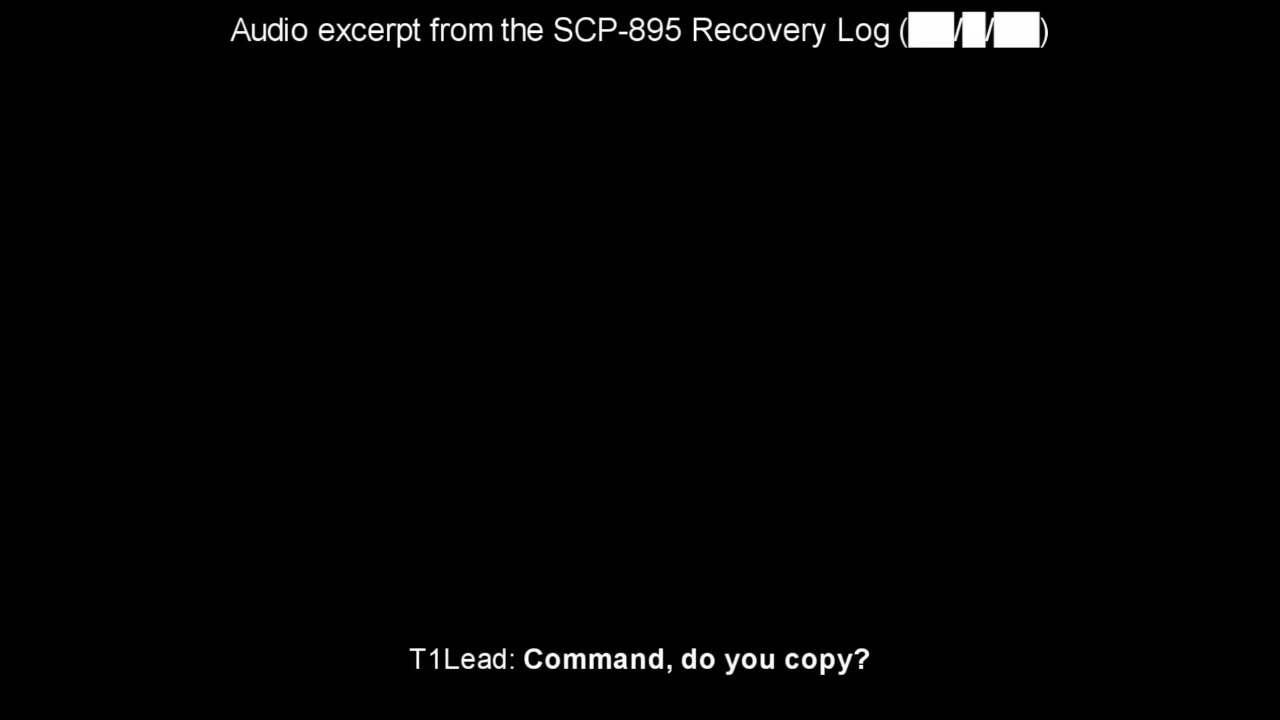 Audio excerpt from the SCP-895 Recovery Log (██/█/██)
T1Lead: Command, do you copy?